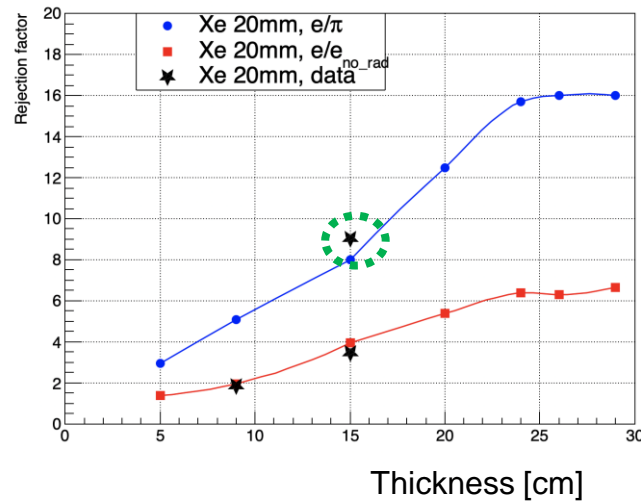 Xe 20mm, e/π
Xe 20mm, e/e_no_rad
Xe 20mm, data
Rejection factor
20
18
16
14
12
10
8
6
4
2
0
0 5 10 15 20 25 30
Thickness [cm]